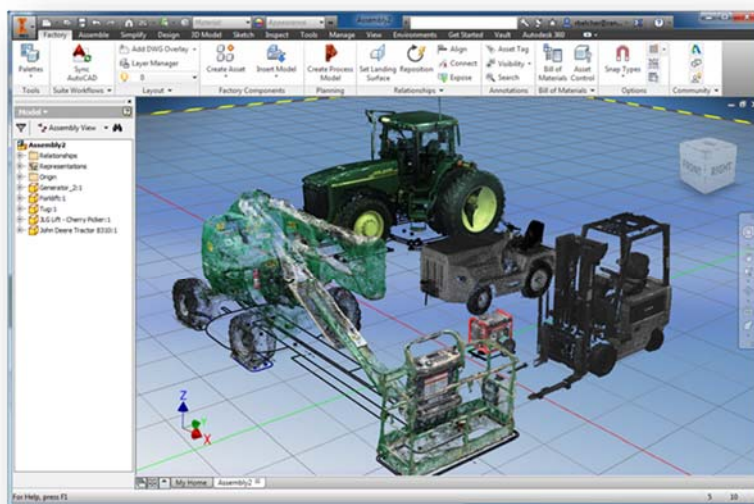 Assembly2
Factory Assemble Simplify Design 3D Model Sketch Inspect Tools Manage View Environments Get Started Vault Autodesk 360
Palettes
Sync AutoCAD
Add DWG Overlay
Layer Manager
0
Create Asset
Insert Model
Create Process Model
Set Landing Surface
Reposition
Align
Connect
Expose
Asset Tag
Visibility
Search
Bill of Materials
Asset Control
Snap Types
Tools Suite Workflows Layout Factory Components Planning Relationships Annotations Bill of Materials Options Community
Model
Assembly View
Assembly2
Relationships
Representations
Origin
Generator_2:1
Forklift:1
Tug:1
JLG Lift - Cherry Picker:1
John Deere Tractor 8310:1
FRONT RIGHT
Z
Y
X
My Home Assembly2
For Help, press F1
5 10